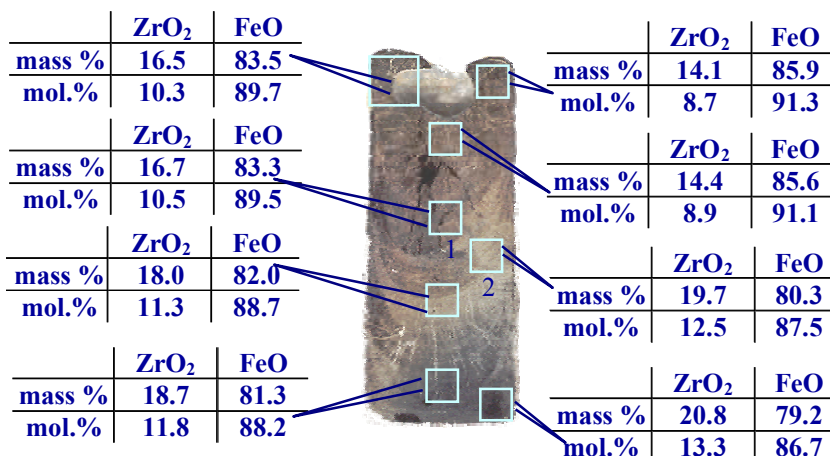 ZrO₂ FeO
mass % 16.5 83.5
mol.% 10.3 89.7
ZrO₂ FeO
mass % 16.7 83.3
mol.% 10.5 89.5
ZrO₂ FeO
mass % 18.0 82.0
mol.% 11.3 88.7
ZrO₂ FeO
mass % 18.7 81.3
mol.% 11.8 88.2
1
2
ZrO₂ FeO
mass % 14.1 85.9
mol.% 8.7 91.3
ZrO₂ FeO
mass % 14.4 85.6
mol.% 8.9 91.1
ZrO₂ FeO
mass % 19.7 80.3
mol.% 12.5 87.5
ZrO₂ FeO
mass % 20.8 79.2
mol.% 13.3 86.7